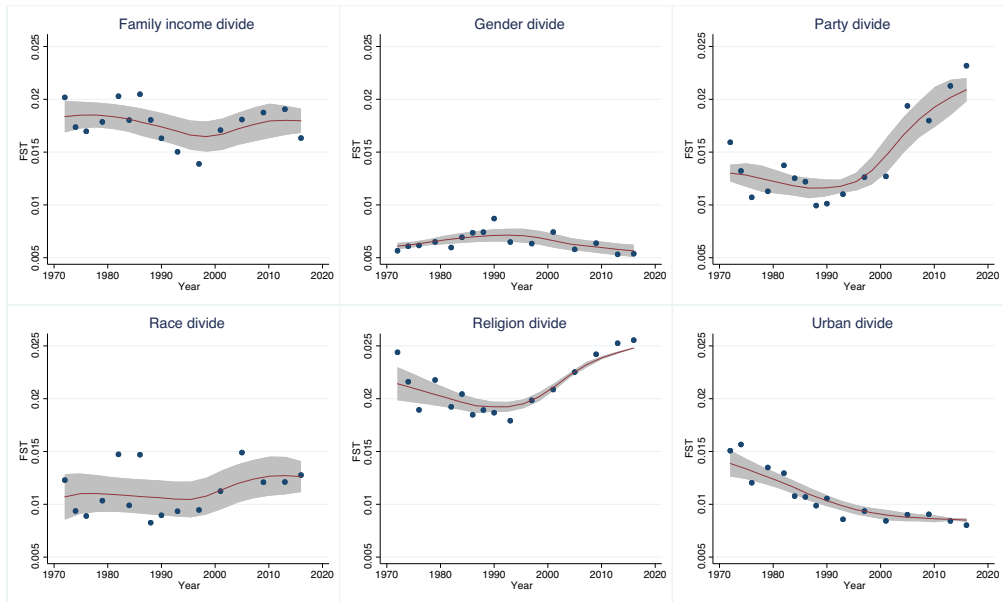 Family income divide
0.025
0.02
0.015
0.01
0.005
FST
1970 1980 1990 2000 2010 2020
Year
Gender divide
0.025
0.02
0.015
0.01
0.005
FST
1970 1980 1990 2000 2010 2020
Year
Party divide
0.025
0.02
0.015
0.01
0.005
FST
1970 1980 1990 2000 2010 2020
Year
Race divide
0.025
0.02
0.015
0.01
0.005
FST
1970 1980 1990 2000 2010 2020
Year
Religion divide
0.025
0.02
0.015
0.01
0.005
FST
1970 1980 1990 2000 2010 2020
Year
Urban divide
0.025
0.02
0.015
0.01
0.005
FST
1970 1980 1990 2000 2010 2020
Year